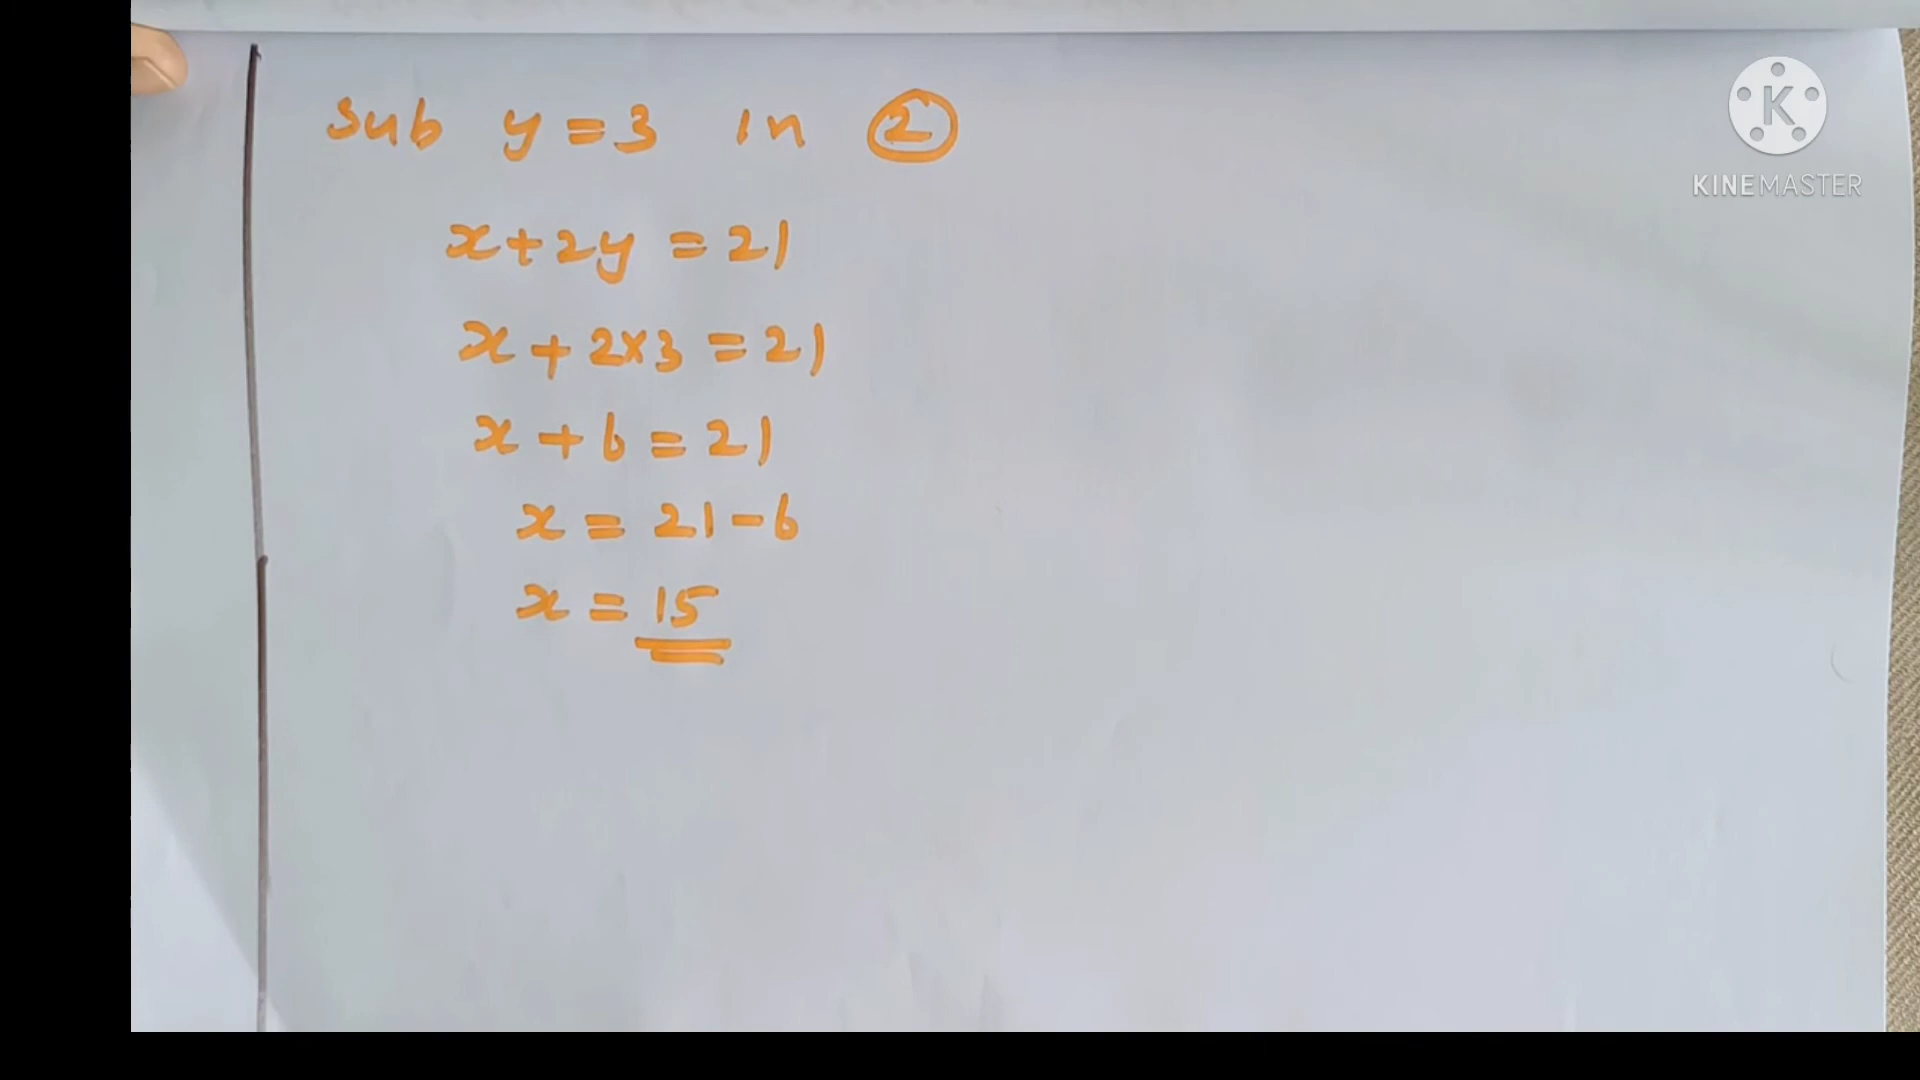 Sub y = 3 in 2
x + 2y = 21
x + 2×3 = 21
x + 6 = 21
x = 21 - 6
x = 15
K
KINEMASTER